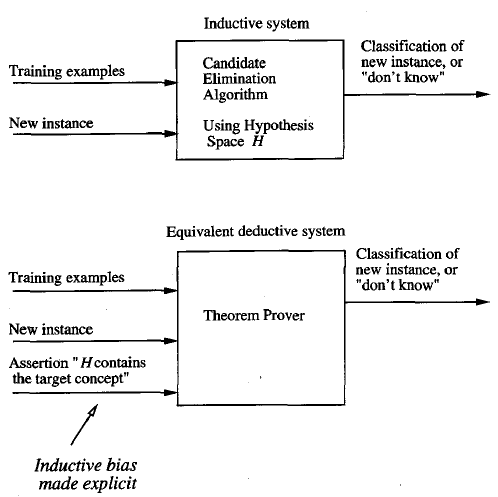 Inductive system
Training examples
New instance
Candidate
Elimination
Algorithm
Using Hypothesis
Space H
Classification of
new instance, or
"don't know"
Equivalent deductive system
Training examples
New instance
Assertion "H contains
the target concept"
Theorem Prover
Classification of
new instance, or
"don't know"
Inductive bias
made explicit